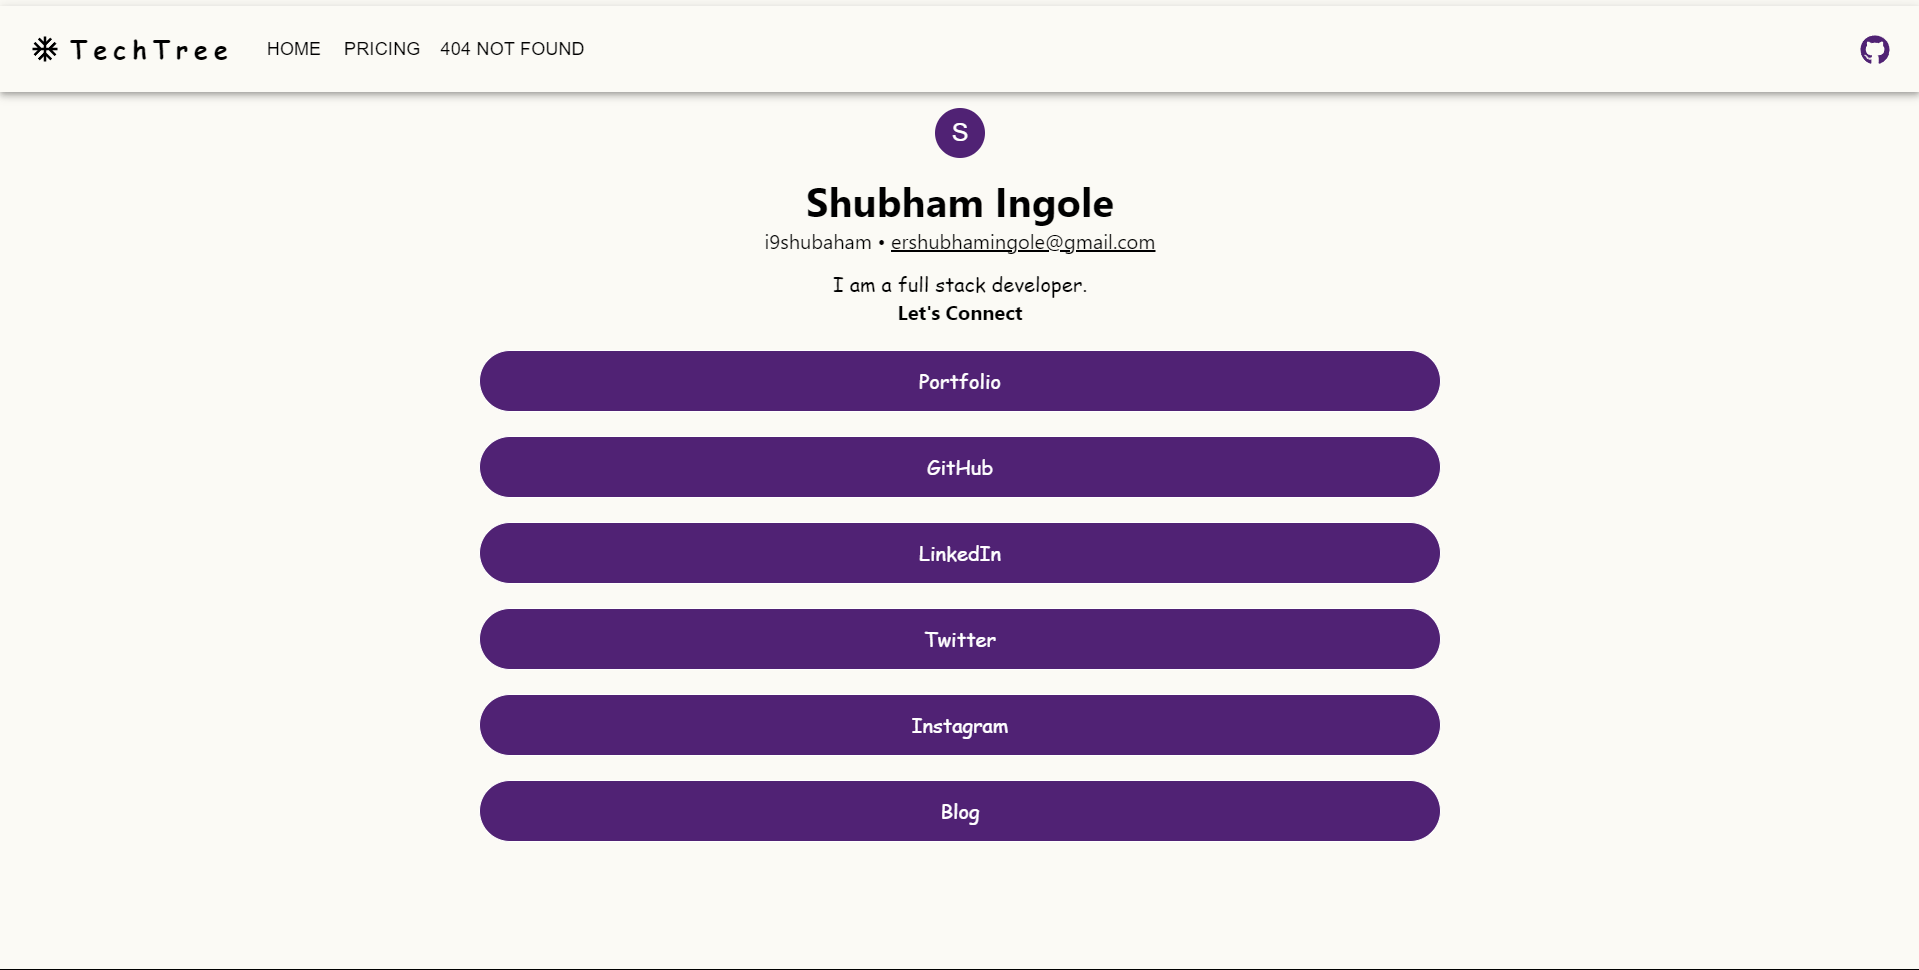 TechTree HOME PRICING 404 NOT FOUND
S
Shubham Ingole
i9shubaham • ershubhamingole@gmail.com
I am a full stack developer.
Let's Connect
Portfolio
GitHub
LinkedIn
Twitter
Instagram
Blog